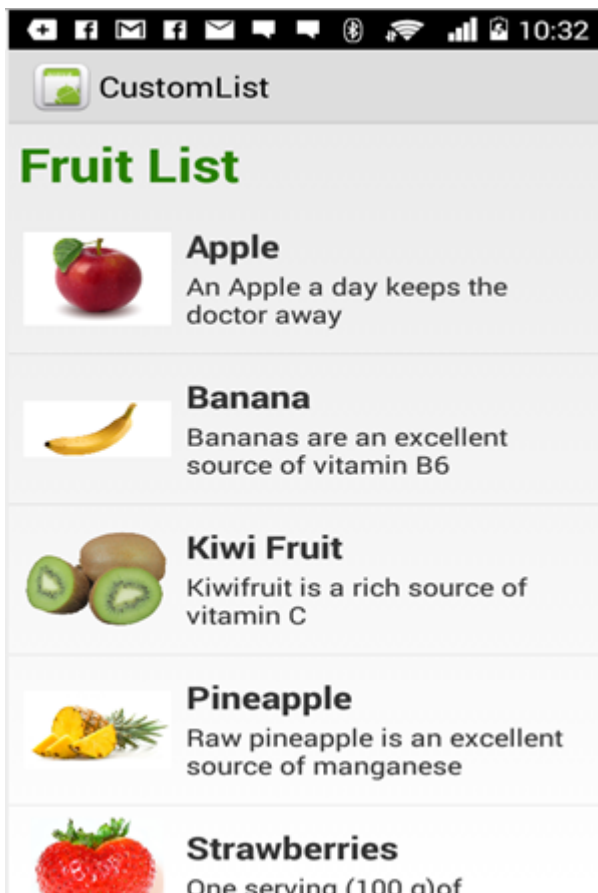 10:32
CustomList
Fruit List
Apple
An Apple a day keeps the
doctor away
Banana
Bananas are an excellent
source of vitamin B6
Kiwi Fruit
Kiwifruit is a rich source of
vitamin C
Pineapple
Raw pineapple is an excellent
source of manganese
Strawberries
One serving (100 g)of